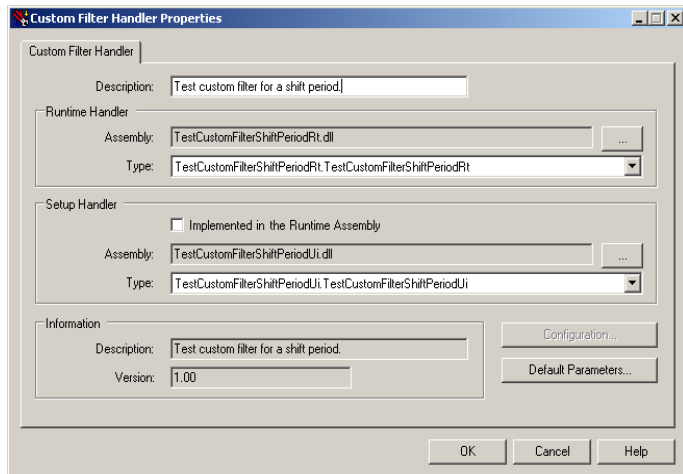 Custom Filter Handler Properties
Custom Filter Handler
Description: Test custom filter for a shift period.
Runtime Handler
Assembly: TestCustomFilterShiftPeriodRt.dll ...
Type: TestCustomFilterShiftPeriodRt.TestCustomFilterShiftPeriodRt
Setup Handler
Implemented in the Runtime Assembly
Assembly: TestCustomFilterShiftPeriodUi.dll ...
Type: TestCustomFilterShiftPeriodUi.TestCustomFilterShiftPeriodUi
Information
Configuration...
Description: Test custom filter for a shift period.
Default Parameters...
Version: 1.00
OK Cancel Help